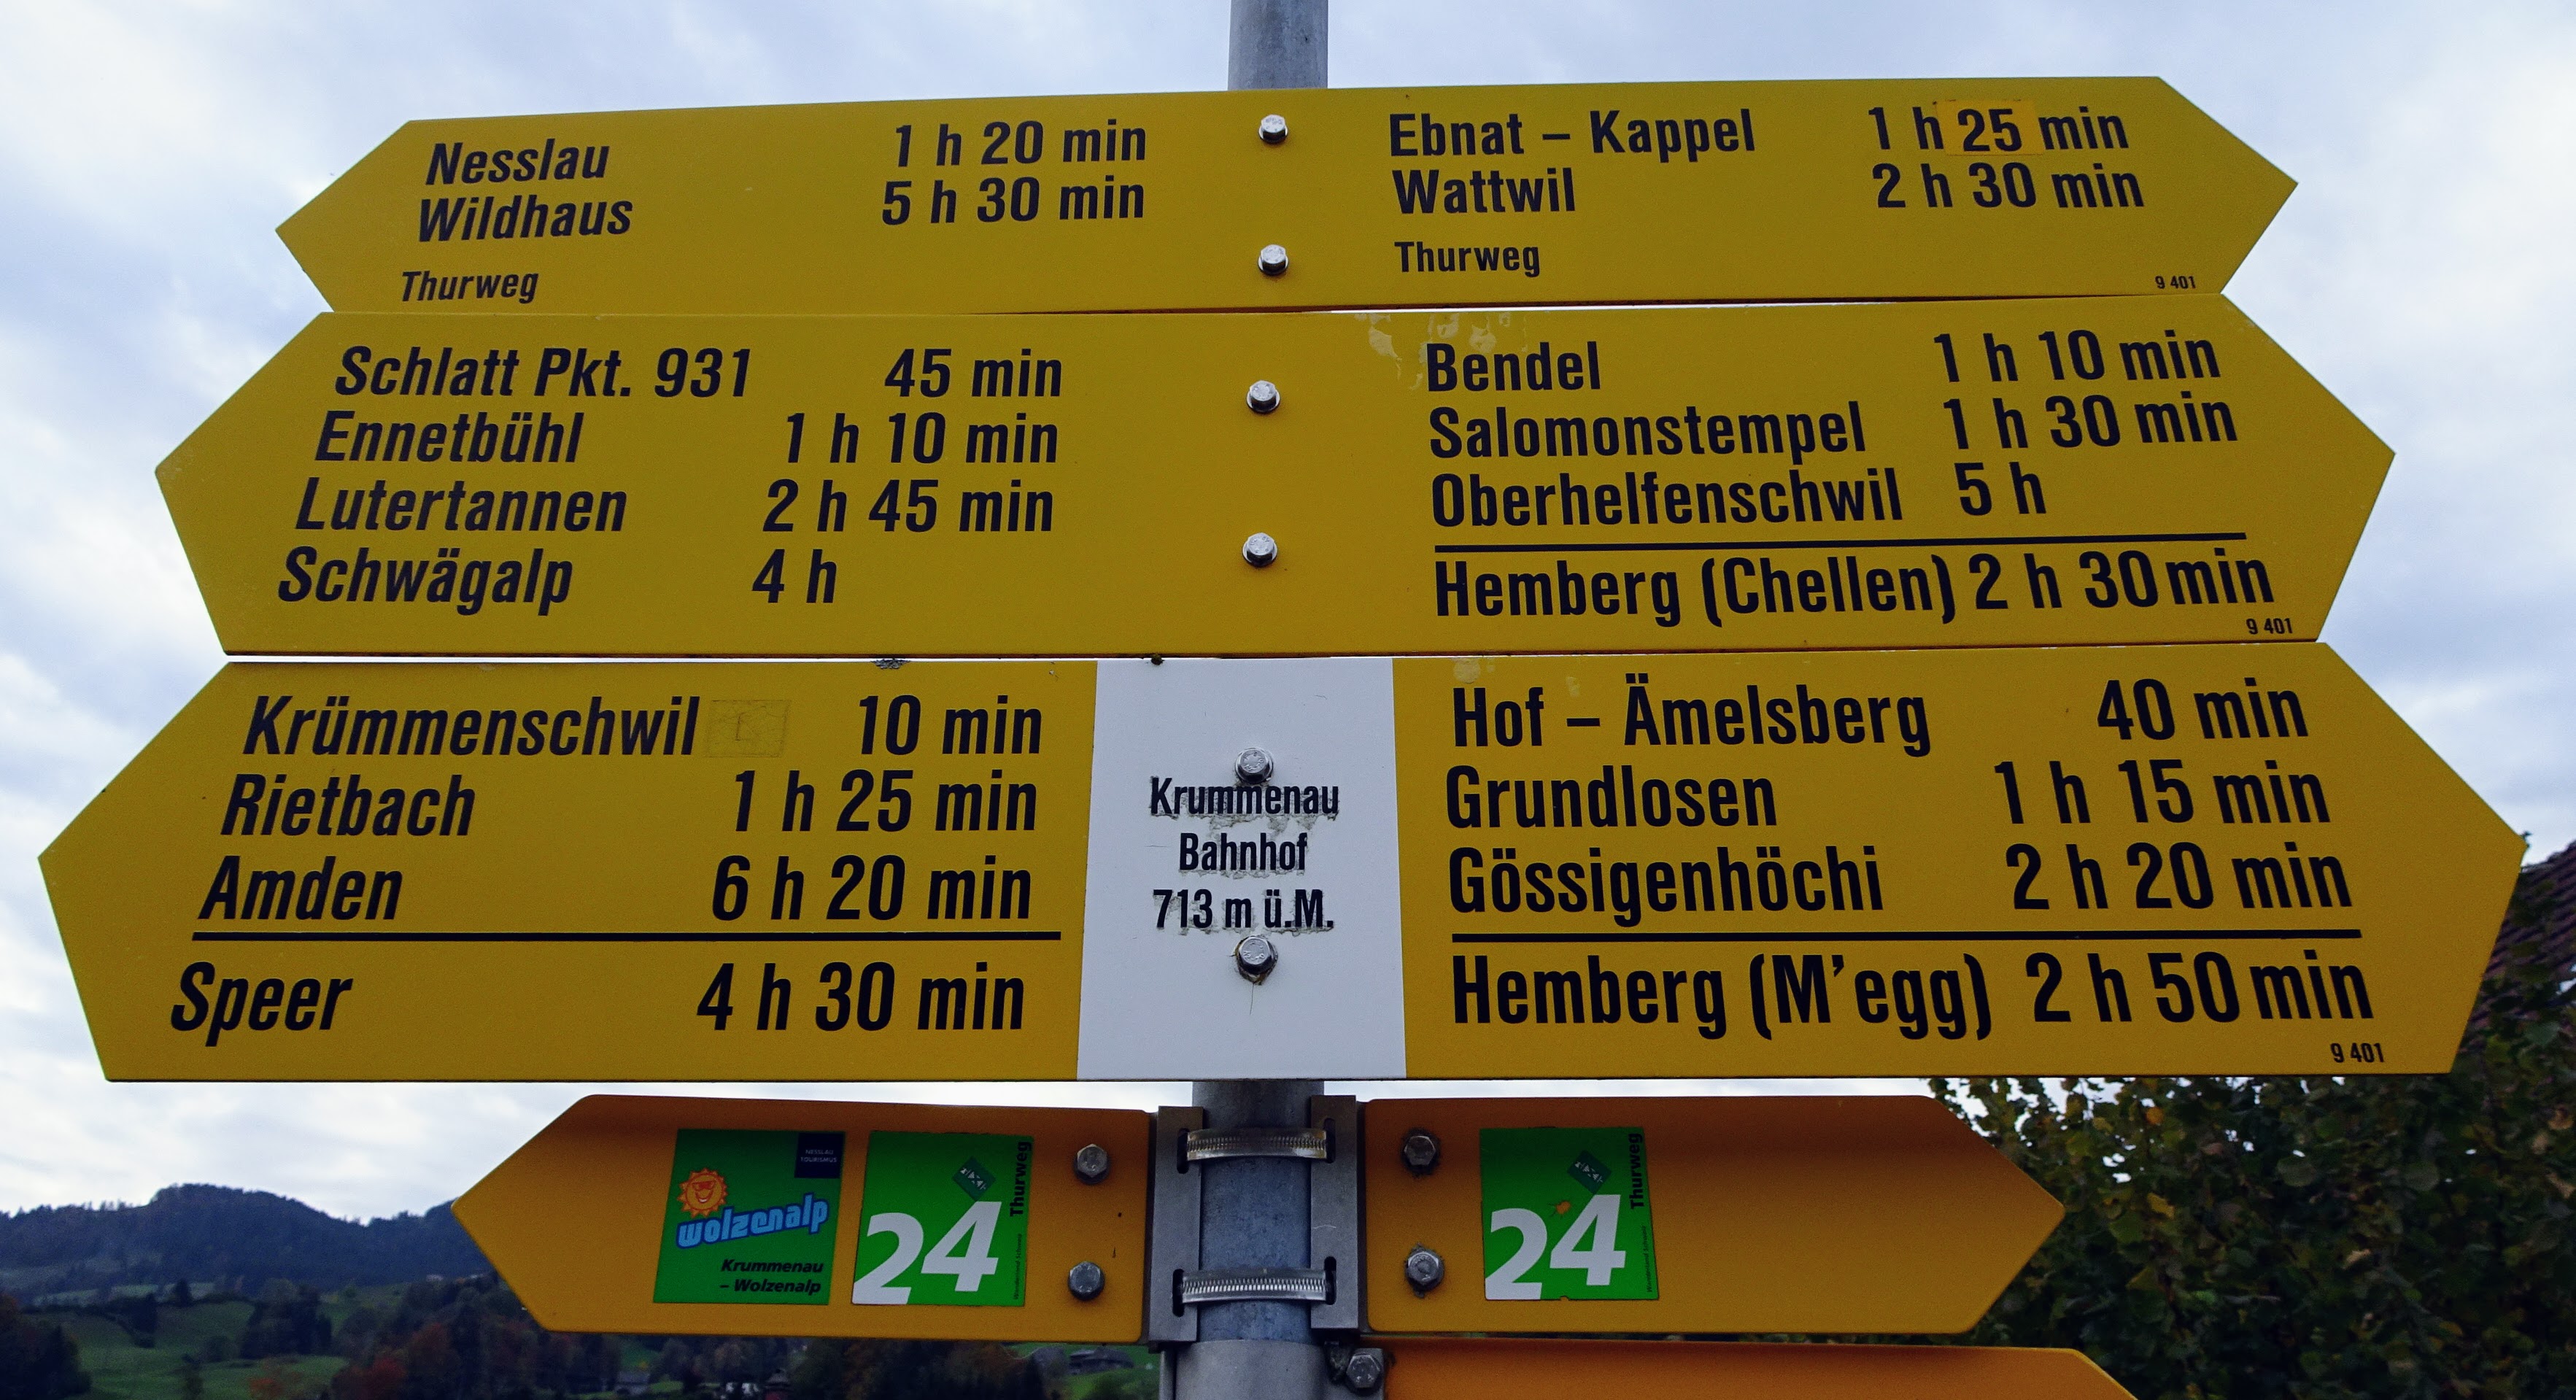 Nesslau 1 h 20 min
Wildhaus 5 h 30 min
Thurweg
Ebnat – Kappel 1 h 25 min
Wattwil 2 h 30 min
Thurweg
9 401
Schlatt Pkt. 931 45 min
Ennetbühl 1 h 10 min
Lutertannen 2 h 45 min
Schwägalp 4 h
Bendel 1 h 10 min
Salomonstempel 1 h 30 min
Oberhelfenschwil 5 h
Hemberg (Chellen) 2 h 30 min
9 401
Krümmenschwil 10 min
Rietbach 1 h 25 min
Amden 6 h 20 min
Speer 4 h 30 min
Krummenau
Bahnhof
713 m ü.M.
Hof – Ämelsberg 40 min
Grundlosen 1 h 15 min
Gössigenhöchi 2 h 20 min
Hemberg (M'egg) 2 h 50 min
9 401
NESSLAU
TOURISMUS
wolzenalp
Krummenau
– Wolzenalp
24
Thurweg
24
Thurweg